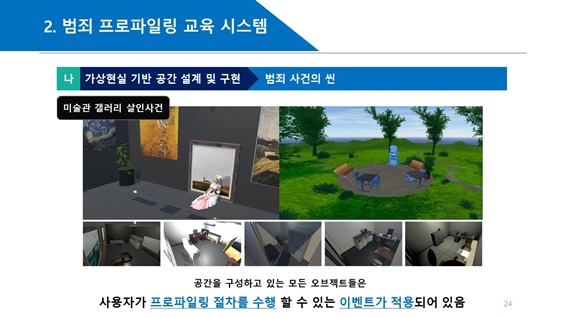 2. 범죄 프로파일링 교육 시스템
나 가상현실 기반 공간 설계 및 구현 범죄 사건의 씬
미술관 갤러리 살인사건
공간을 구성하고 있는 모든 오브젝트들은
사용자가 프로파일링 절차를 수행 할 수 있는 이벤트가 적용되어 있음
24